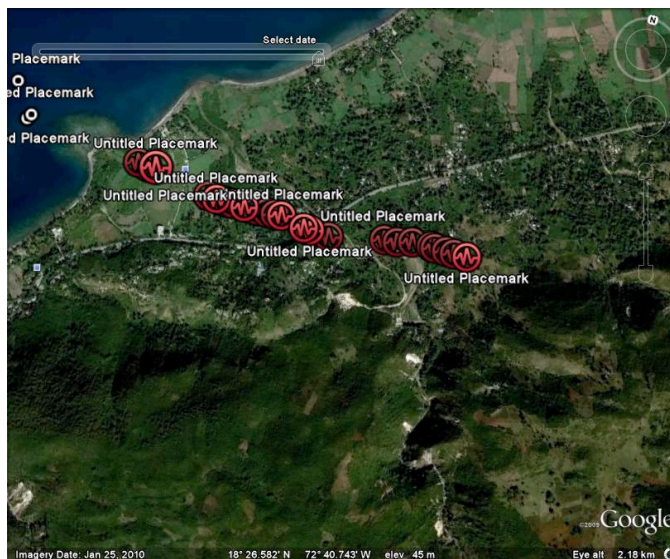 N
Select date
Placemark
ed Placemark
ed Placemark
Untitled Placemark
Untitled Placemark
Untitled Placemark
Untitled Placemark
Untitled Placemark
Untitled Placemark
Untitled Placemark
©2009 Google
Imagery Date: Jan 25, 2010 18° 26.582' N 72° 40.743' W elev 45 m Eye alt 2.18 km